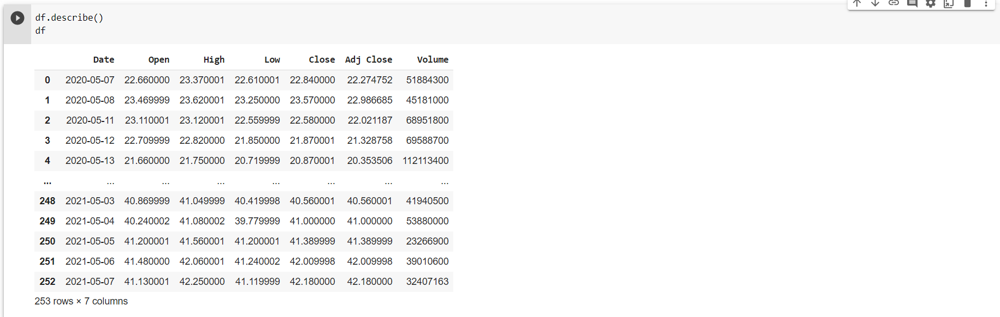 df.describe()
df
Date Open High Low Close Adj Close Volume
0 2020-05-07 22.660000 23.370001 22.610001 22.840000 22.274752 51884300
1 2020-05-08 23.469999 23.620001 23.250000 23.570000 22.986685 45181000
2 2020-05-11 23.110001 23.120001 22.559999 22.580000 22.021187 68951800
3 2020-05-12 22.709999 22.820000 21.850000 21.870001 21.328758 69588700
4 2020-05-13 21.660000 21.750000 20.719999 20.870001 20.353506 112113400
... ... ... ... ... ... ... ...
248 2021-05-03 40.869999 41.049999 40.419998 40.560001 40.560001 41940500
249 2021-05-04 40.240002 41.080002 39.779999 41.000000 41.000000 53880000
250 2021-05-05 41.200001 41.560001 41.200001 41.389999 41.389999 23266900
251 2021-05-06 41.480000 42.060001 41.240002 42.009998 42.009998 39010600
252 2021-05-07 41.130001 42.250000 41.119999 42.180000 42.180000 32407163
253 rows × 7 columns